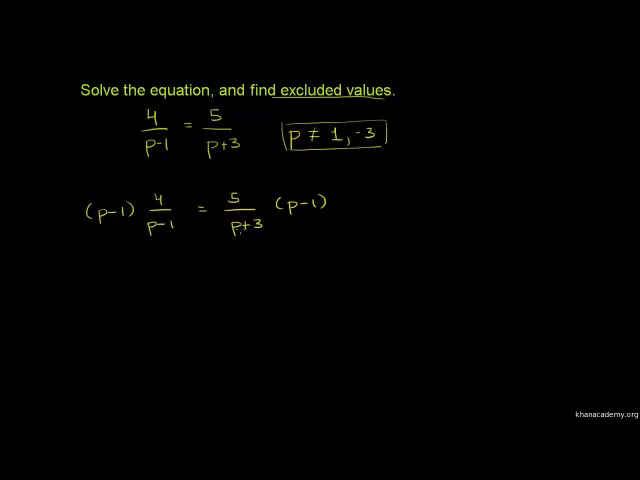 Solve the equation, and find excluded values.
4/(p-1) = 5/(p+3) p ≠ 1, -3
(p-1) 4/(p-1) = 5/(p+3) (p-1)
khanacademy.org